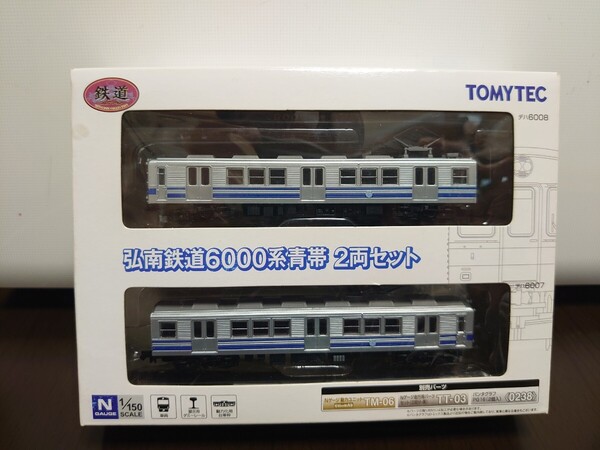 鉄道
TOMYTEC
デハ6008
弘南鉄道6000系青帯 2両セット
デハ6007
別売パーツ
TM-06
TT-03
0238
N
GAUGE
1/150
SCALE